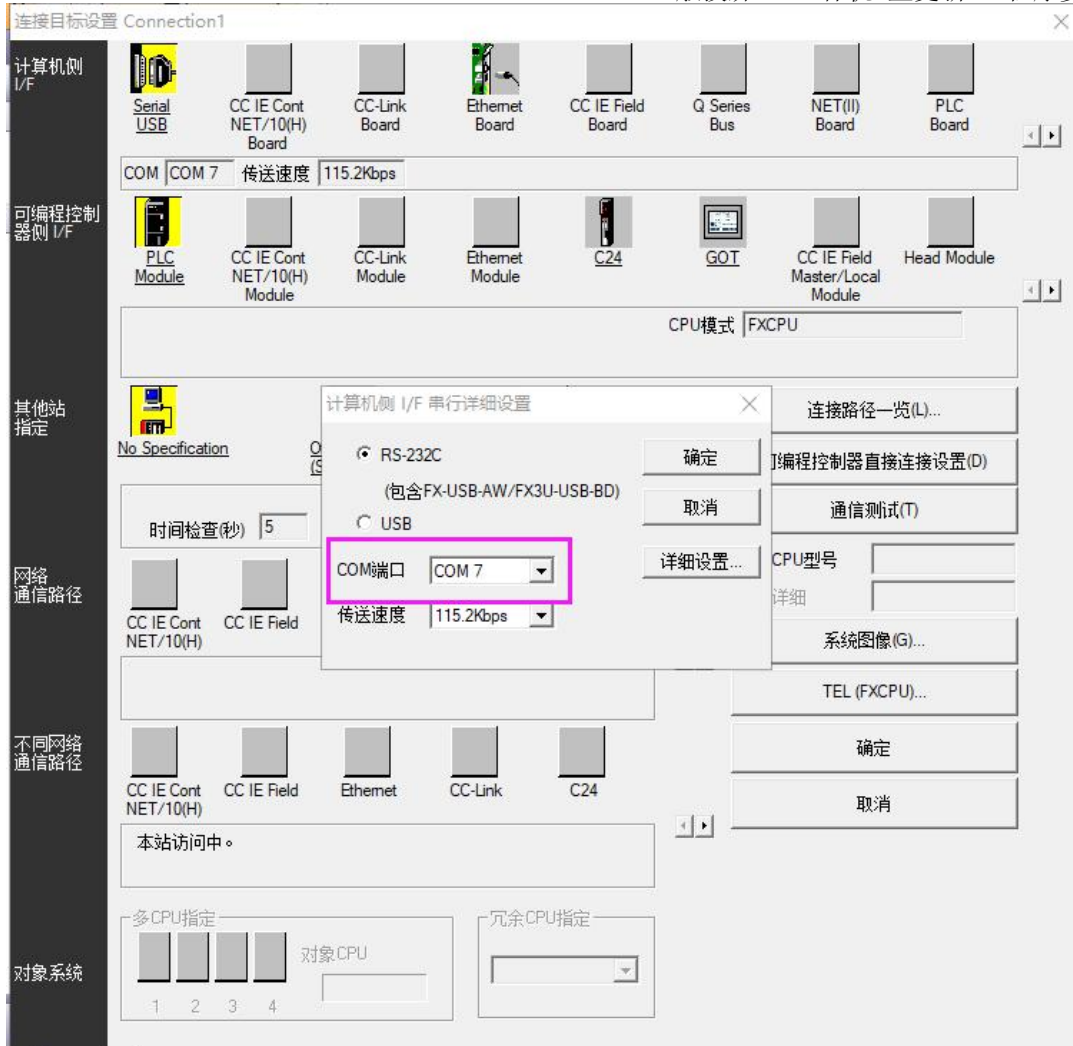 连接目标设置 Connection1
计算机侧
I/F
Serial
USB
CC IE Cont
NET/10(H)
Board
CC-Link
Board
Ethernet
Board
CC IE Field
Board
Q Series
Bus
NET(II)
Board
PLC
Board
COM COM 7 传送速度 115.2Kbps
可编程控制
器侧 I/F
PLC
Module
CC IE Cont
NET/10(H)
Module
CC-Link
Module
Ethernet
Module
C24
GOT
CC IE Field
Master/Local
Module
Head Module
CPU模式 FXCPU
其他站
指定
No Specification
时间检查(秒) 5
计算机侧 I/F 串行详细设置
RS-232C
(包含FX-USB-AW/FX3U-USB-BD)
USB
COM端口 COM 7
传送速度 115.2Kbps
确定
取消
详细设置...
连接路径一览(L)...
编程控制器直接连接设置(D)
通信测试(T)
CPU型号
详细
系统图像(G)...
TEL (FXCPU)...
确定
取消
网络
通信路径
CC IE Cont
NET/10(H)
CC IE Field
不同网络
通信路径
CC IE Cont
NET/10(H)
CC IE Field
Ethernet
CC-Link
C24
本站访问中。
对象系统
多CPU指定
对象CPU
1 2 3 4
冗余CPU指定